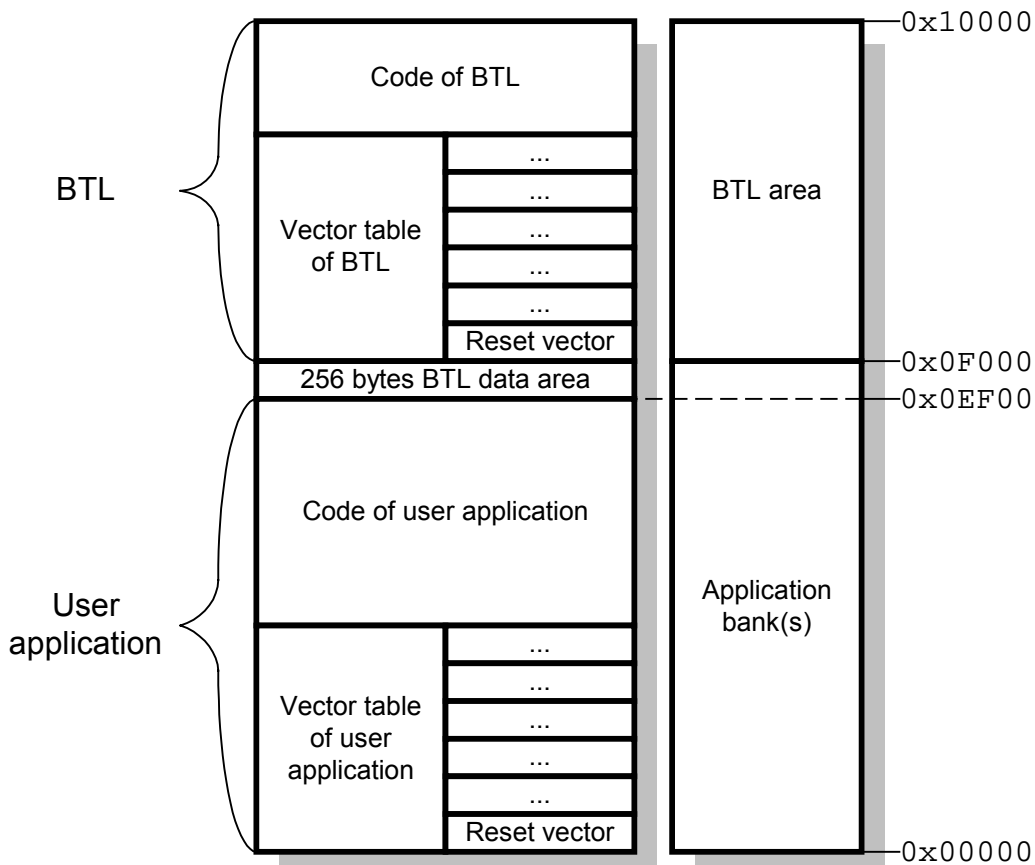 0x10000
Code of BTL
BTL
Vector table
of BTL
...
...
...
...
...
Reset vector
BTL area
256 bytes BTL data area
0x0F000
0x0EF00
Code of user application
User
application
Application
bank(s)
Vector table
of user
application
...
...
...
...
...
Reset vector
0x00000